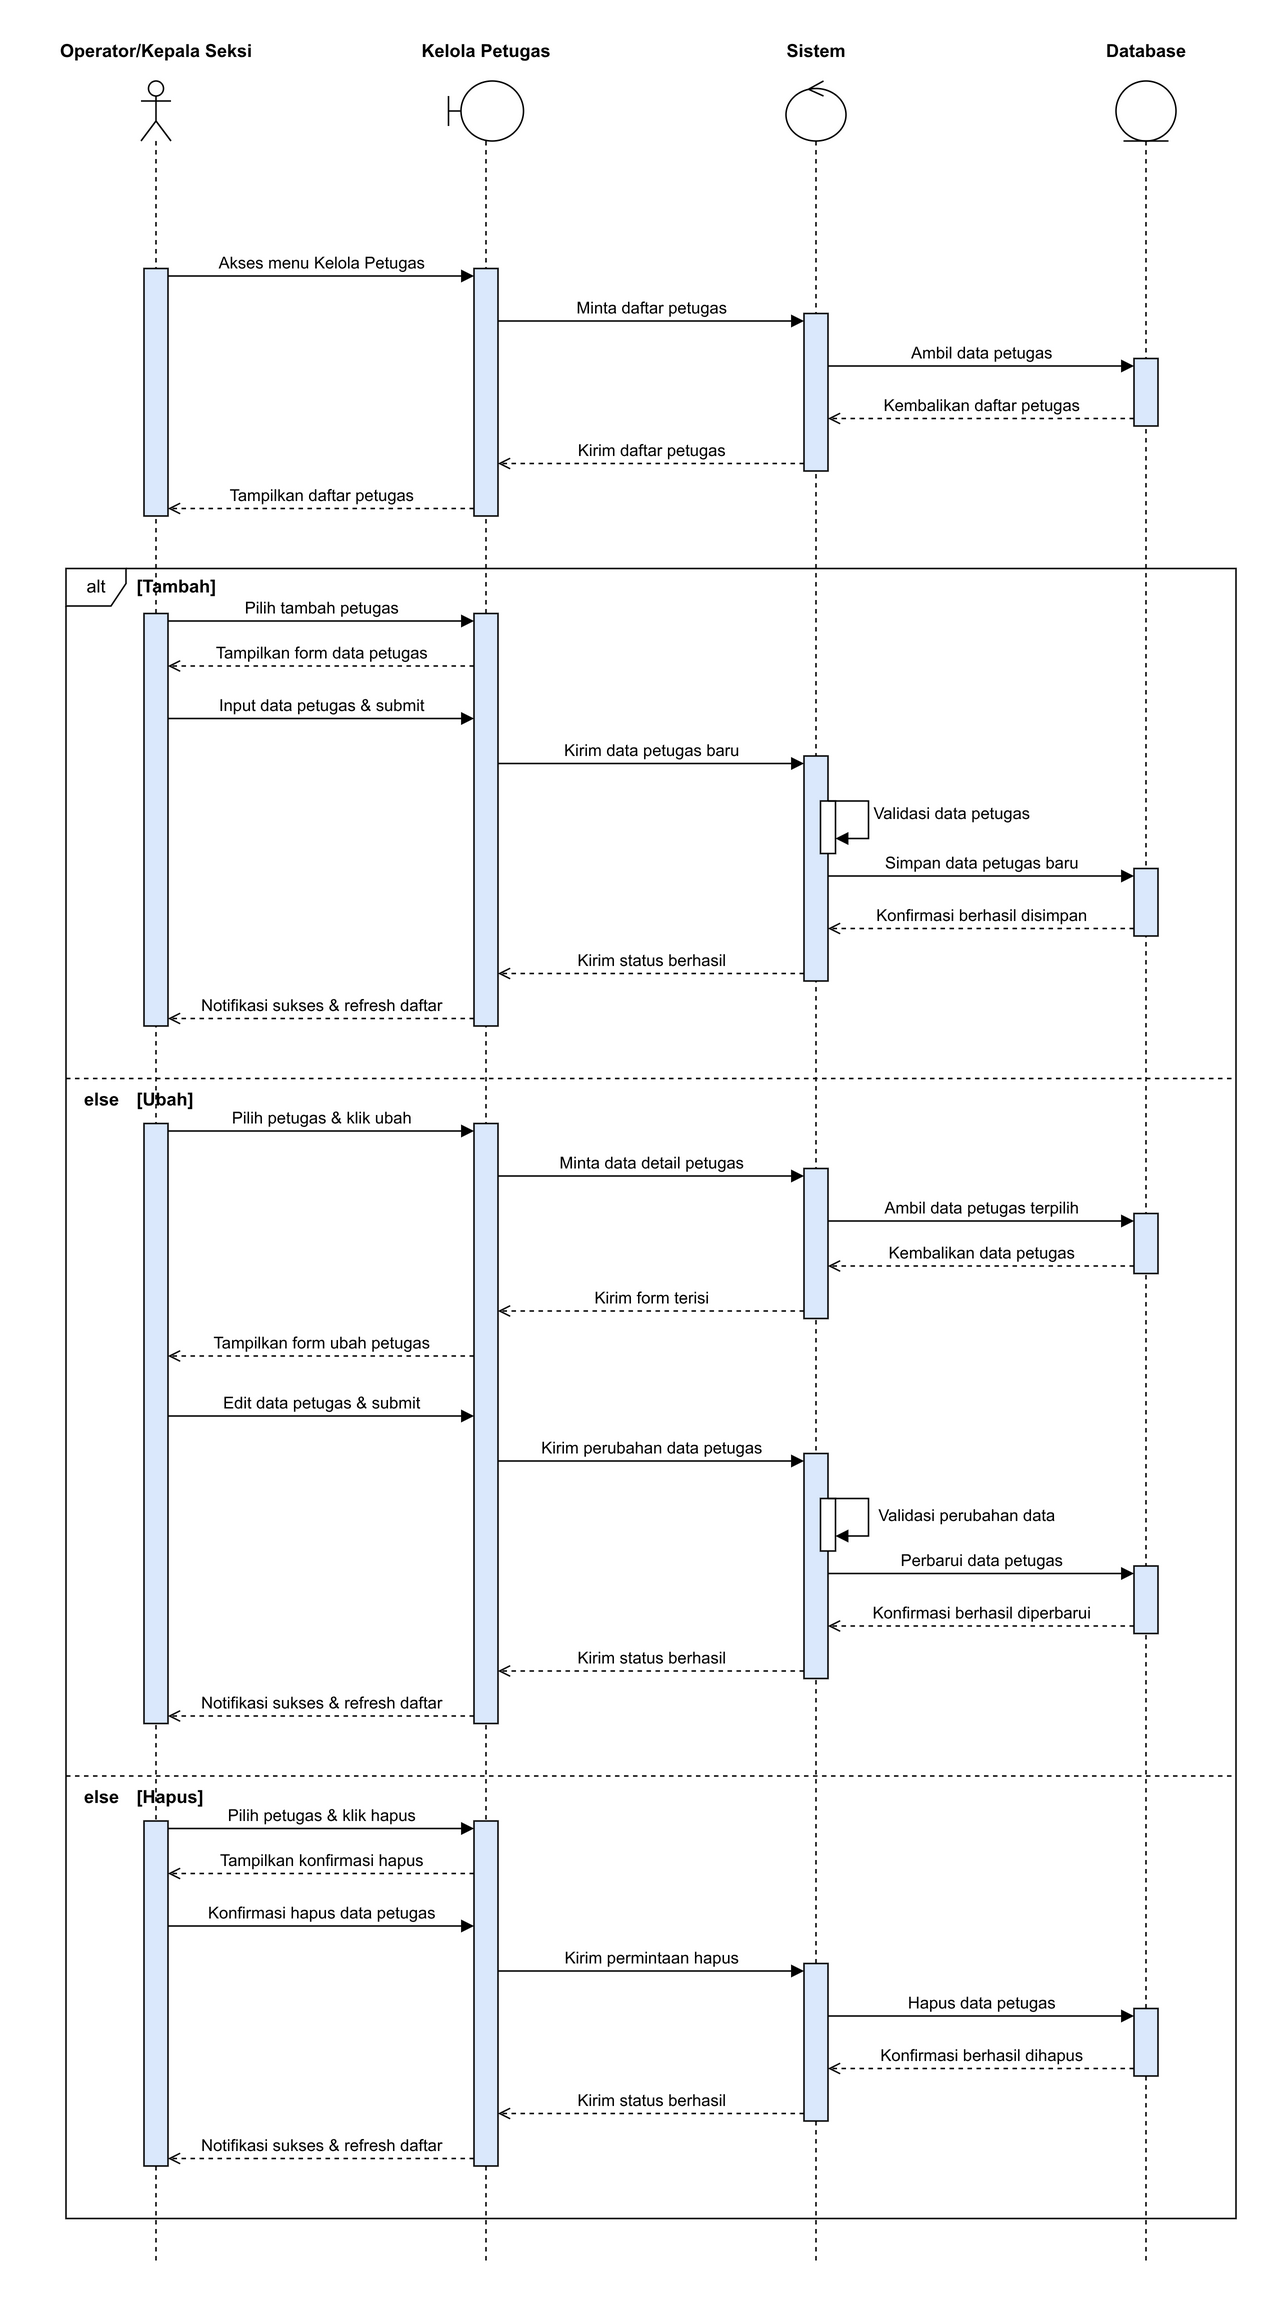 Operator/Kepala Seksi
Kelola Petugas
Sistem
Database
Akses menu Kelola Petugas
Minta daftar petugas
Ambil data petugas
Kembalikan daftar petugas
Kirim daftar petugas
Tampilkan daftar petugas
alt [Tambah]
Pilih tambah petugas
Tampilkan form data petugas
Input data petugas & submit
Kirim data petugas baru
Validasi data petugas
Simpan data petugas baru
Konfirmasi berhasil disimpan
Kirim status berhasil
Notifikasi sukses & refresh daftar
else [Ubah]
Pilih petugas & klik ubah
Minta data detail petugas
Ambil data petugas terpilih
Kembalikan data petugas
Kirim form terisi
Tampilkan form ubah petugas
Edit data petugas & submit
Kirim perubahan data petugas
Validasi perubahan data
Perbarui data petugas
Konfirmasi berhasil diperbarui
Kirim status berhasil
Notifikasi sukses & refresh daftar
else [Hapus]
Pilih petugas & klik hapus
Tampilkan konfirmasi hapus
Konfirmasi hapus data petugas
Kirim permintaan hapus
Hapus data petugas
Konfirmasi berhasil dihapus
Kirim status berhasil
Notifikasi sukses & refresh daftar